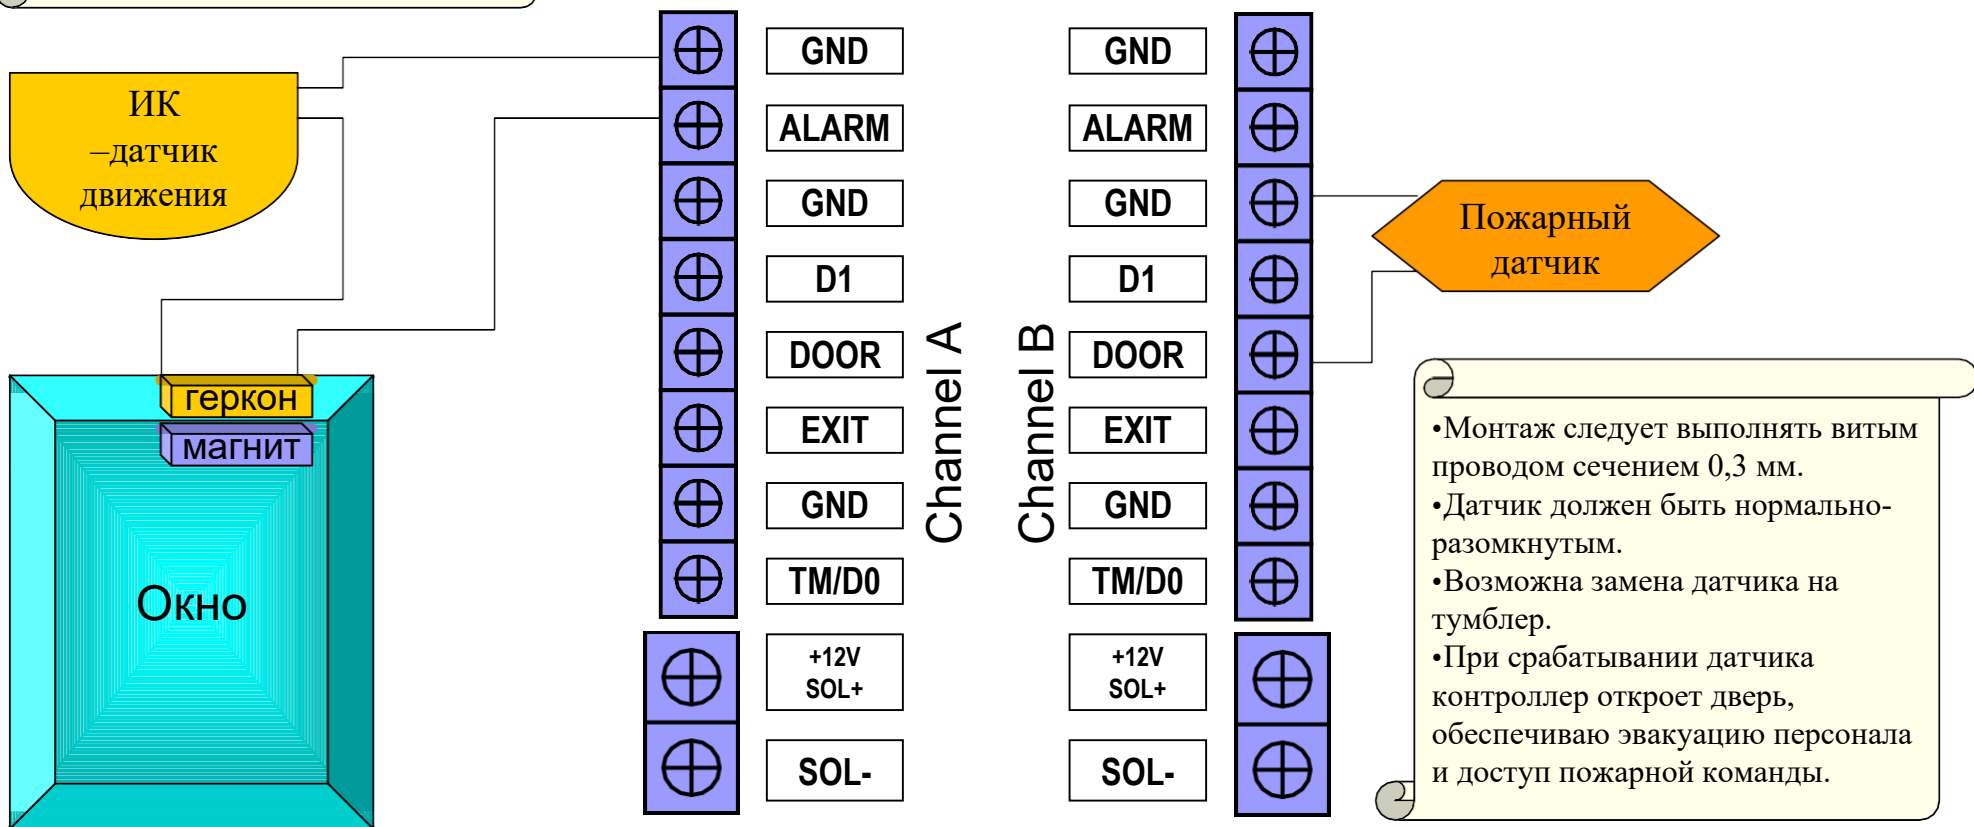 ИК
–датчик
движения
геркон
магнит
Окно
GND
ALARM
GND
D1
DOOR
EXIT
GND
TM/D0
+12V
SOL+
SOL-
Channel A
Channel B
GND
ALARM
GND
D1
DOOR
EXIT
GND
TM/D0
+12V
SOL+
SOL-
Пожарный
датчик
•Монтаж следует выполнять витым
проводом сечением 0,3 мм.
•Датчик должен быть нормально-
разомкнутым.
•Возможна замена датчика на
тумблер.
•При срабатывании датчика
контроллер откроет дверь,
обеспечиваю эвакуацию персонала
и доступ пожарной команды.